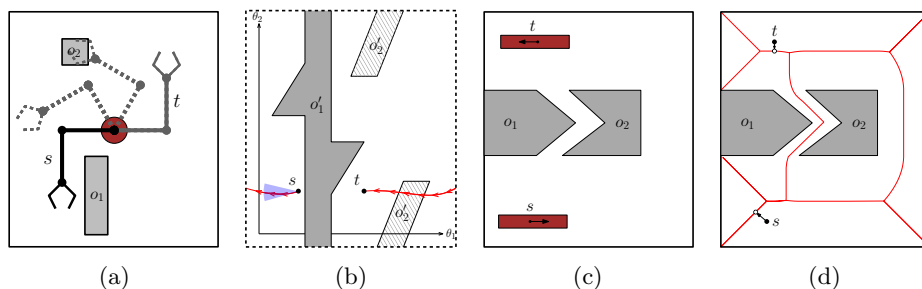 o₂
t
s
o₁
(a)
θ₂
o′₂
o′₁
s
t
o′₂
θ₁
(b)
t
o₁
o₂
s
(c)
t
o₁
o₂
s
(d)